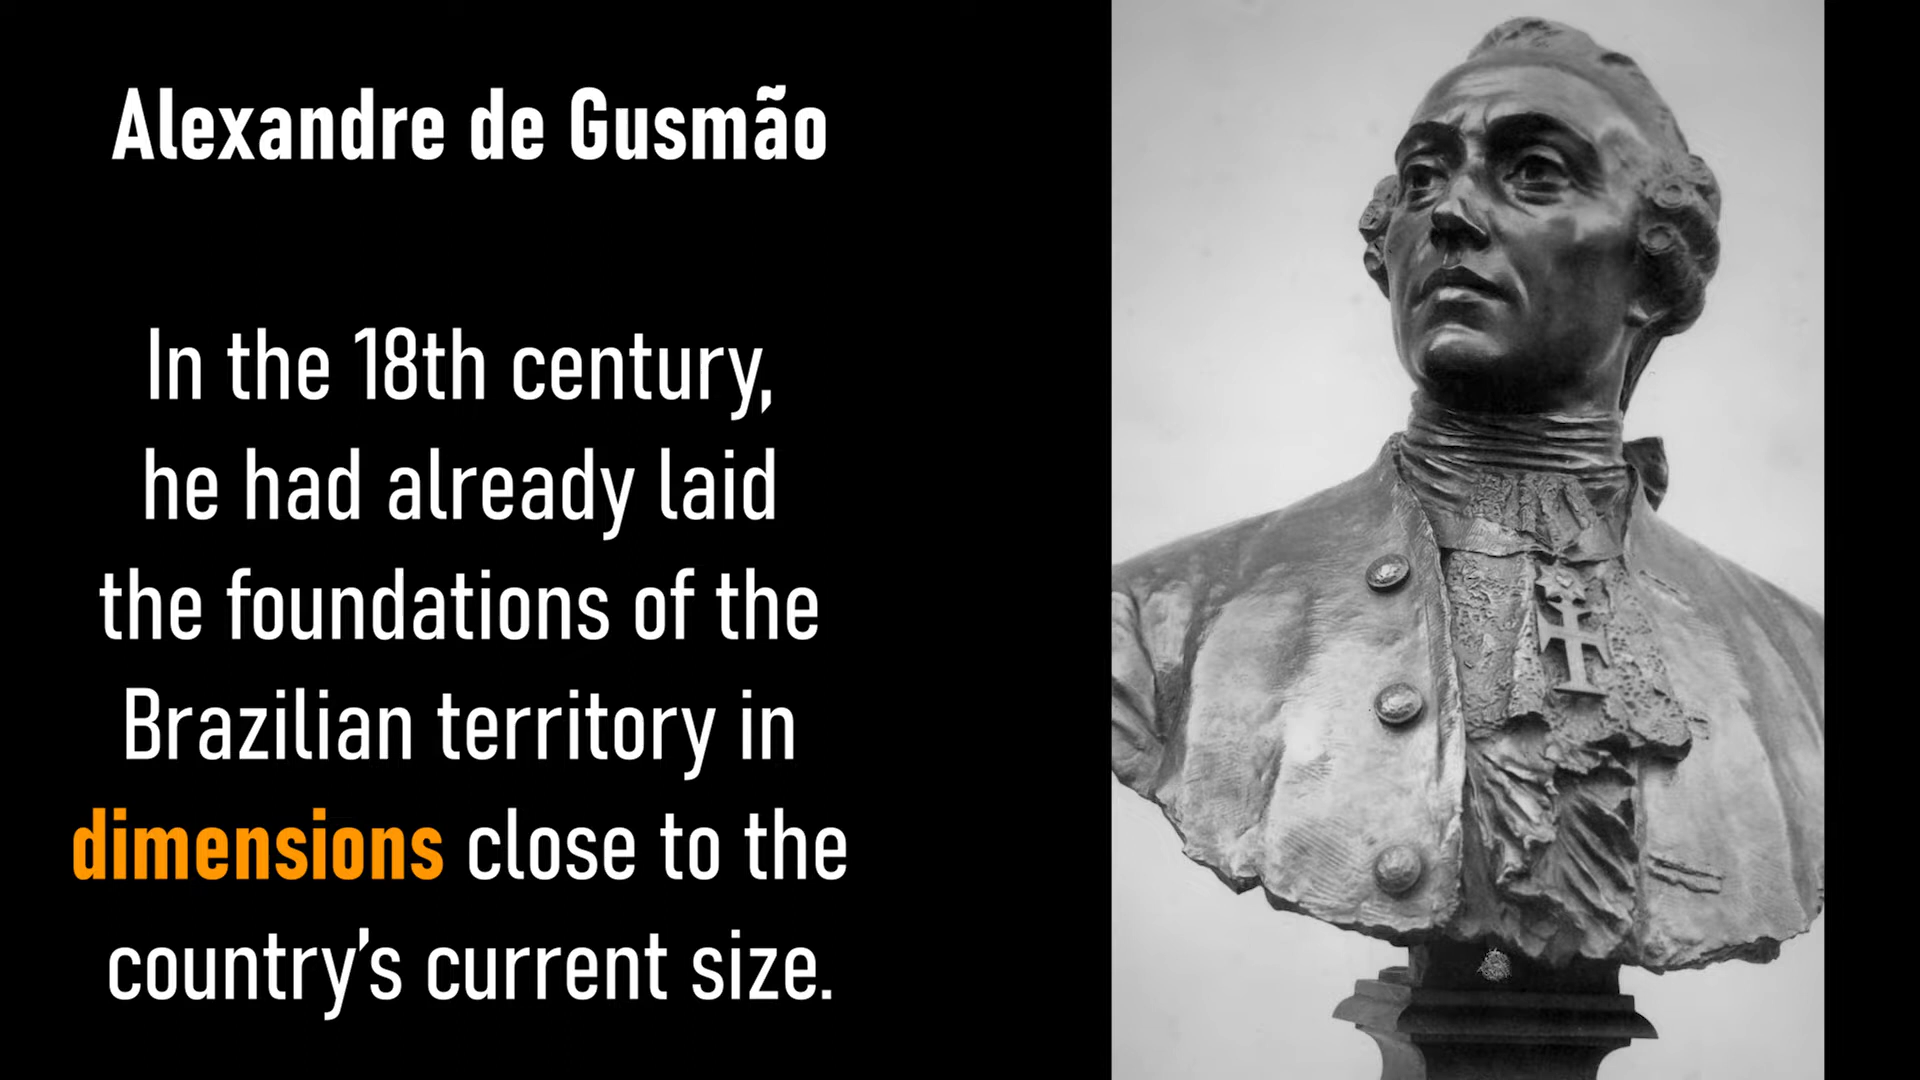 Alexandre de Gusmão
In the 18th century,
he had already laid
the foundations of the
Brazilian territory in
dimensions close to the
country’s current size.